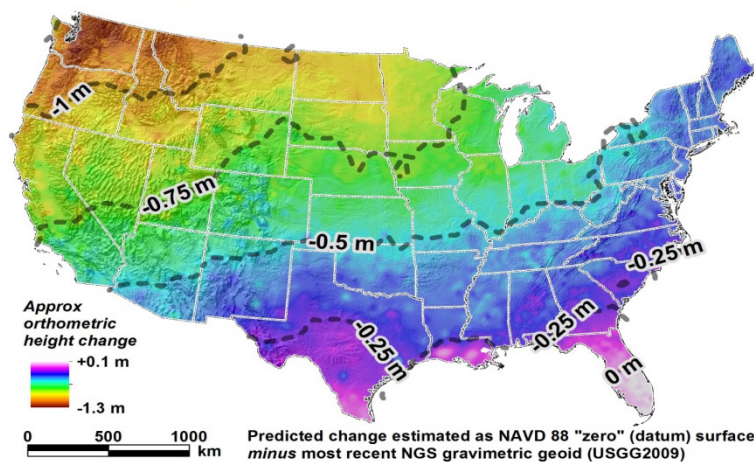 -1 m
-0.75 m
-0.5 m
-0.25 m
-0.25 m
-0.25 m
0 m
Approx
orthometric
height change
+0.1 m
-1.3 m
0 500 1000
km
Predicted change estimated as NAVD 88 "zero" (datum) surface
minus most recent NGS gravimetric geoid (USGG2009)